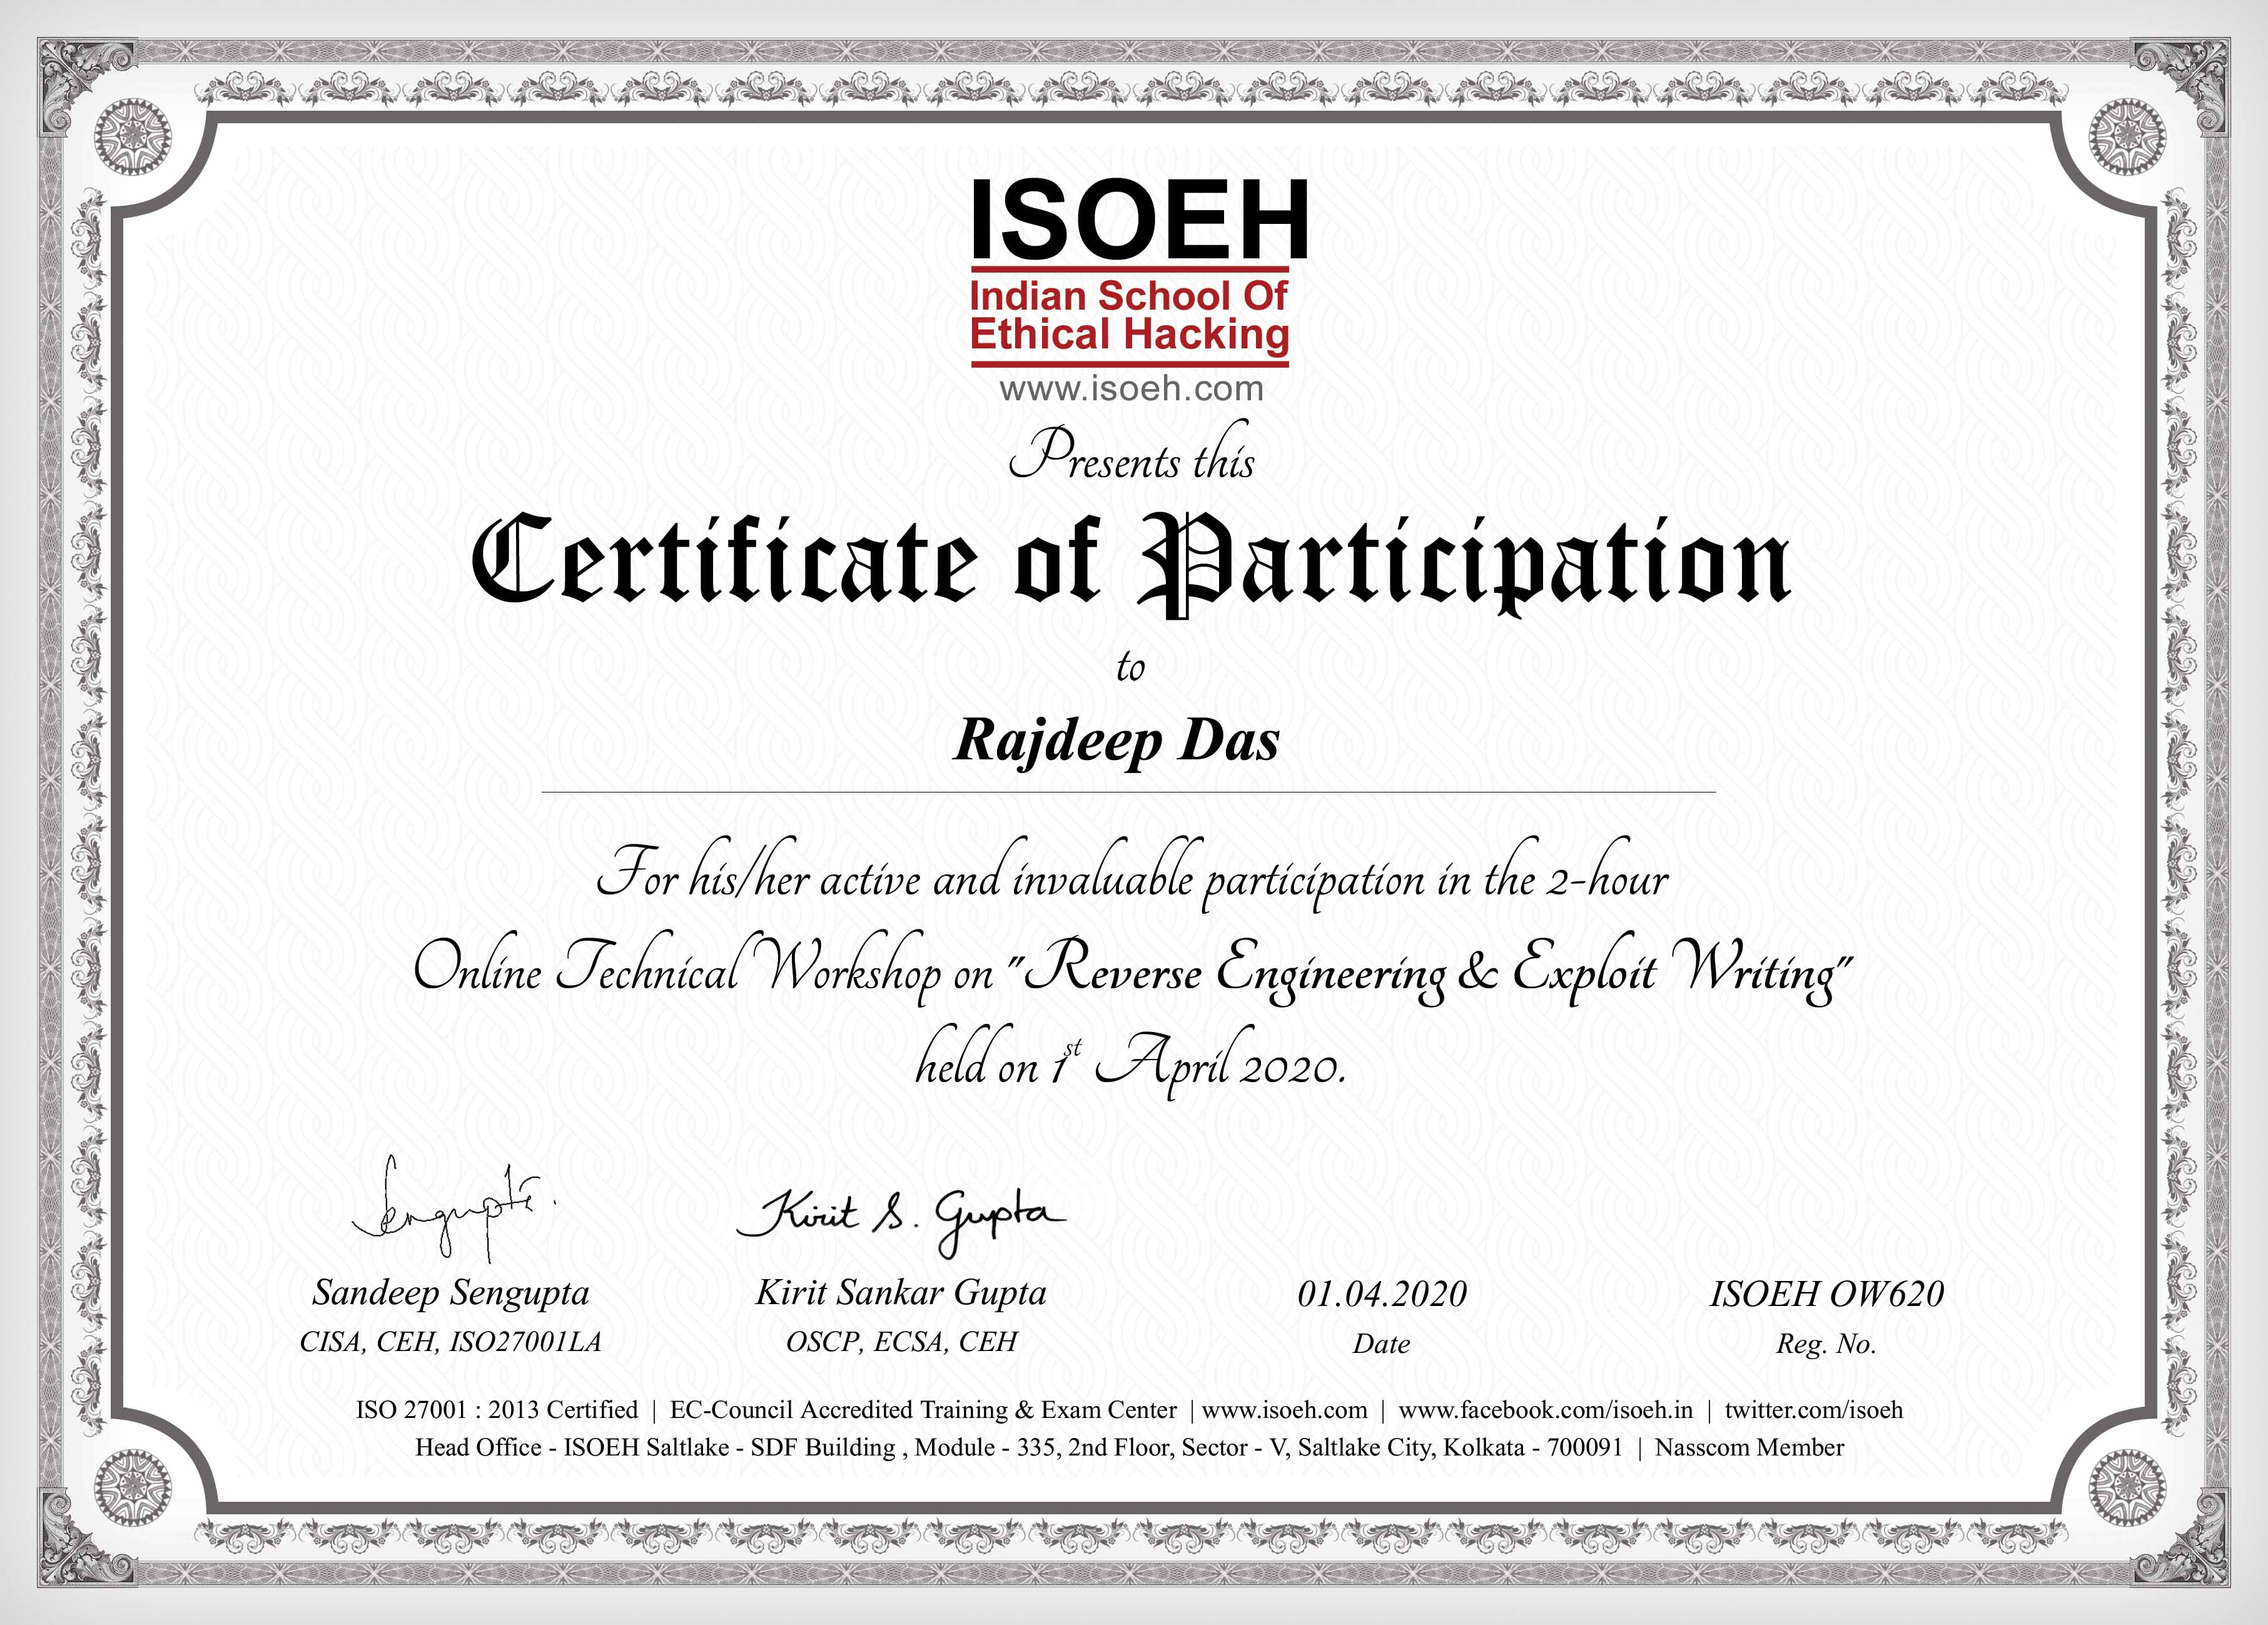 ISOEH
Indian School Of
Ethical Hacking
www.isoeh.com
Presents this
Certificate of Participation
to
Rajdeep Das
For his/her active and invaluable participation in the 2-hour
Online Technical Workshop on "Reverse Engineering & Exploit Writing"
held on 1st April 2020.
Sengupta.
Kirit S. Gupta
Sandeep Sengupta
Kirit Sankar Gupta
01.04.2020
ISOEH OW620
CISA, CEH, ISO27001LA
OSCP, ECSA, CEH
Date
Reg. No.
ISO 27001 : 2013 Certified | EC-Council Accredited Training & Exam Center | www.isoeh.com | www.facebook.com/isoeh.in | twitter.com/isoeh
Head Office - ISOEH Saltlake - SDF Building , Module - 335, 2nd Floor, Sector - V, Saltlake City, Kolkata - 700091 | Nasscom Member